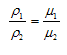 ρ₁/ρ₂ = μ₁/μ₂